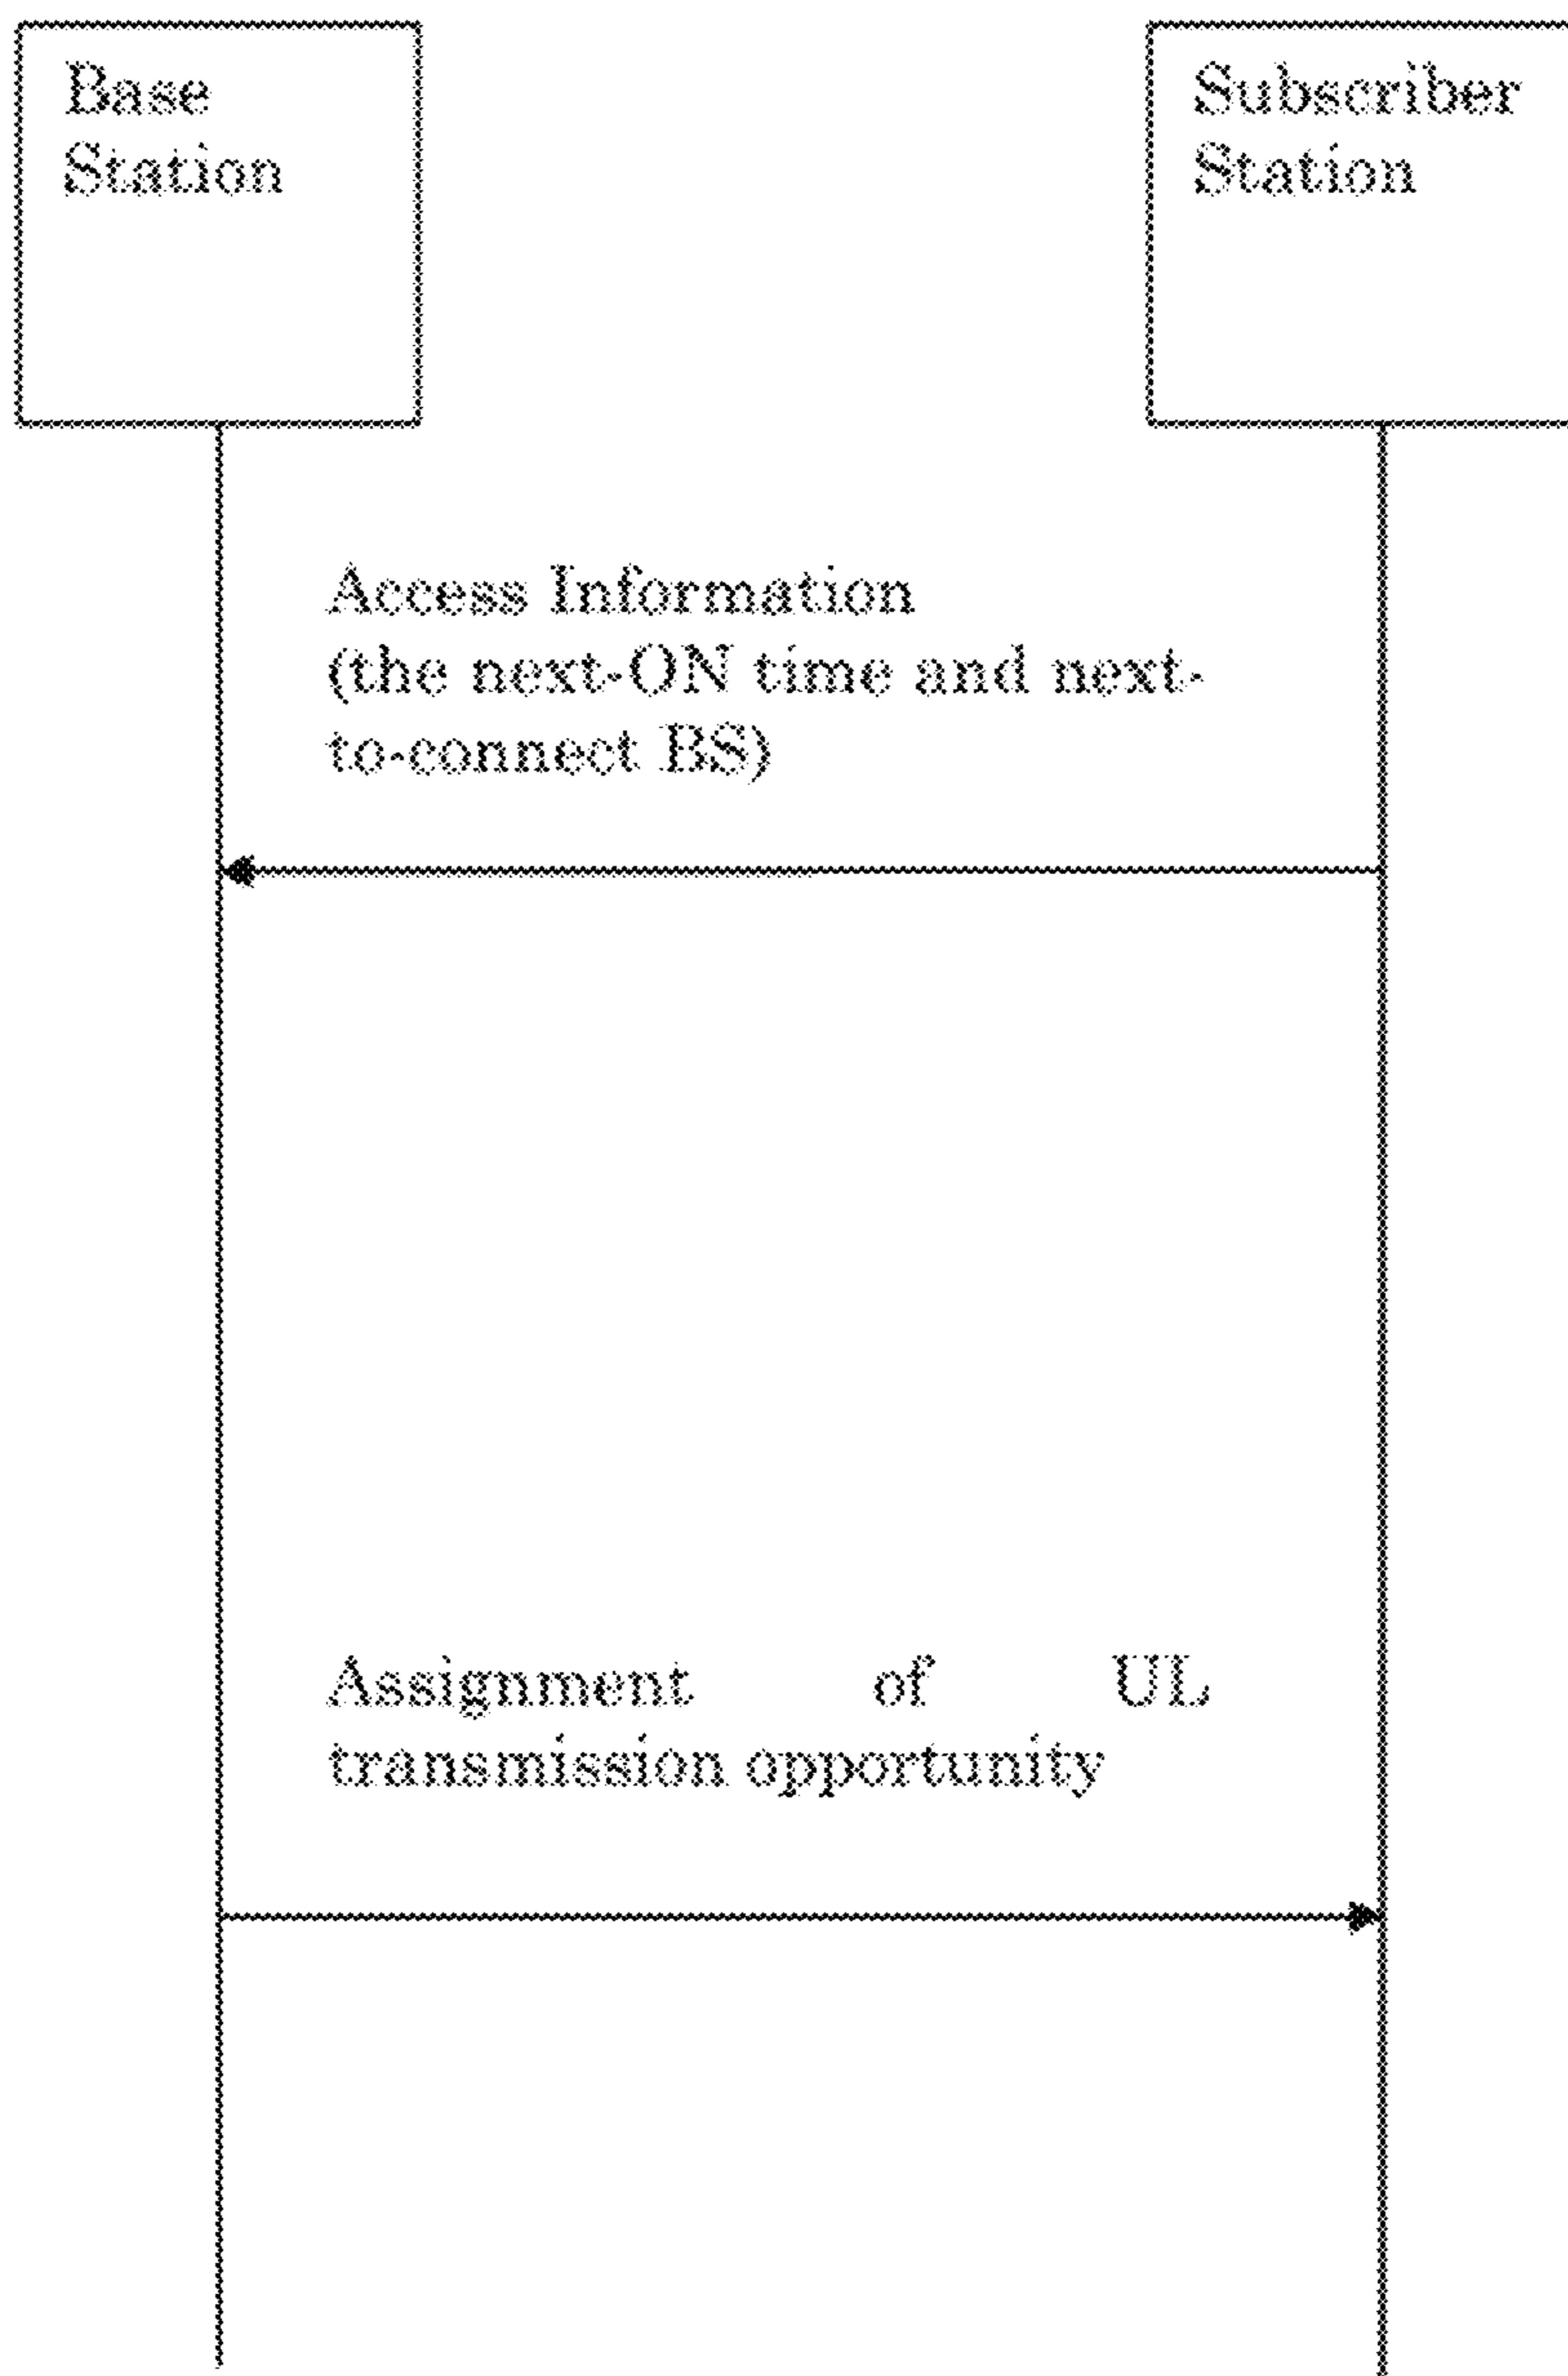 Base
Station
Subscriber
Station
Access Information
(the next-ON time and next-
to-connect BS)
Assignment of UL
transmission opportunity